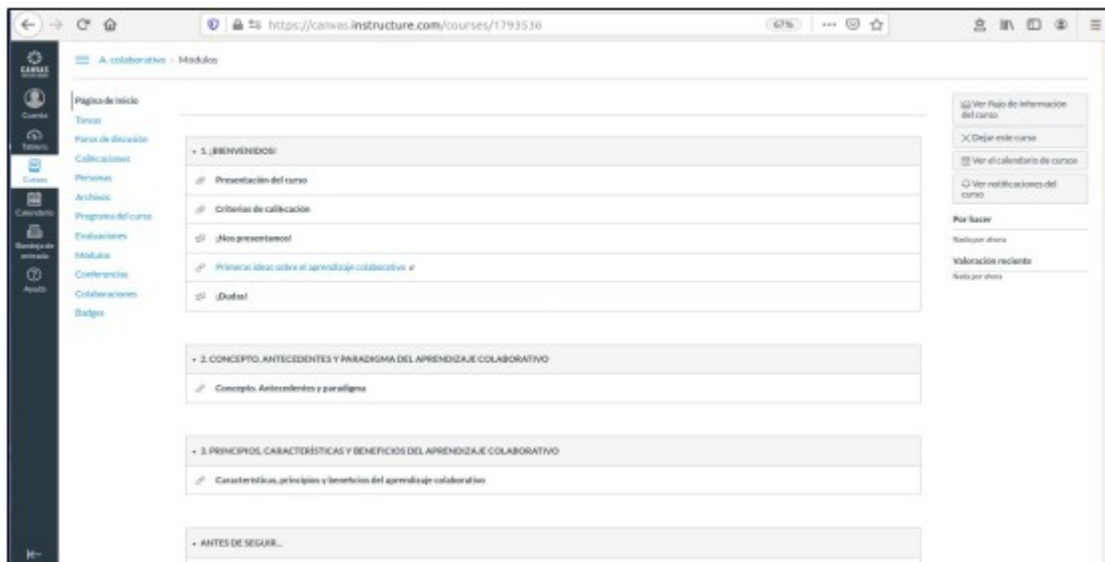 https://canvas.instructure.com/courses/1793536
67%
CANVAS
A. colaborativo › Módulos
Cuenta
Tablero
Cursos
Calendario
Bandeja de entrada
Ayuda
Página de Inicio
Tareas
Foros de discusión
Calificaciones
Personas
Archivos
Programa del curso
Evaluaciones
Módulos
Conferencias
Colaboraciones
Badges
1. ¡BIENVENIDOS!
Presentación del curso
Criterios de calificación
¡Nos presentamos!
Primeras ideas sobre el aprendizaje colaborativo
¡Dudas!
2. CONCEPTO, ANTECEDENTES Y PARADIGMA DEL APRENDIZAJE COLABORATIVO
Concepto. Antecedentes y paradigma
3. PRINCIPIOS, CARACTERÍSTICAS Y BENEFICIOS DEL APRENDIZAJE COLABORATIVO
Características, principios y beneficios del aprendizaje colaborativo
ANTES DE SEGUIR...
Ver flujo de información
del curso
Dejar este curso
Ver el calendario de cursos
Ver notificaciones del
curso
Por hacer
Nada por ahora
Valoración reciente
Nada por ahora